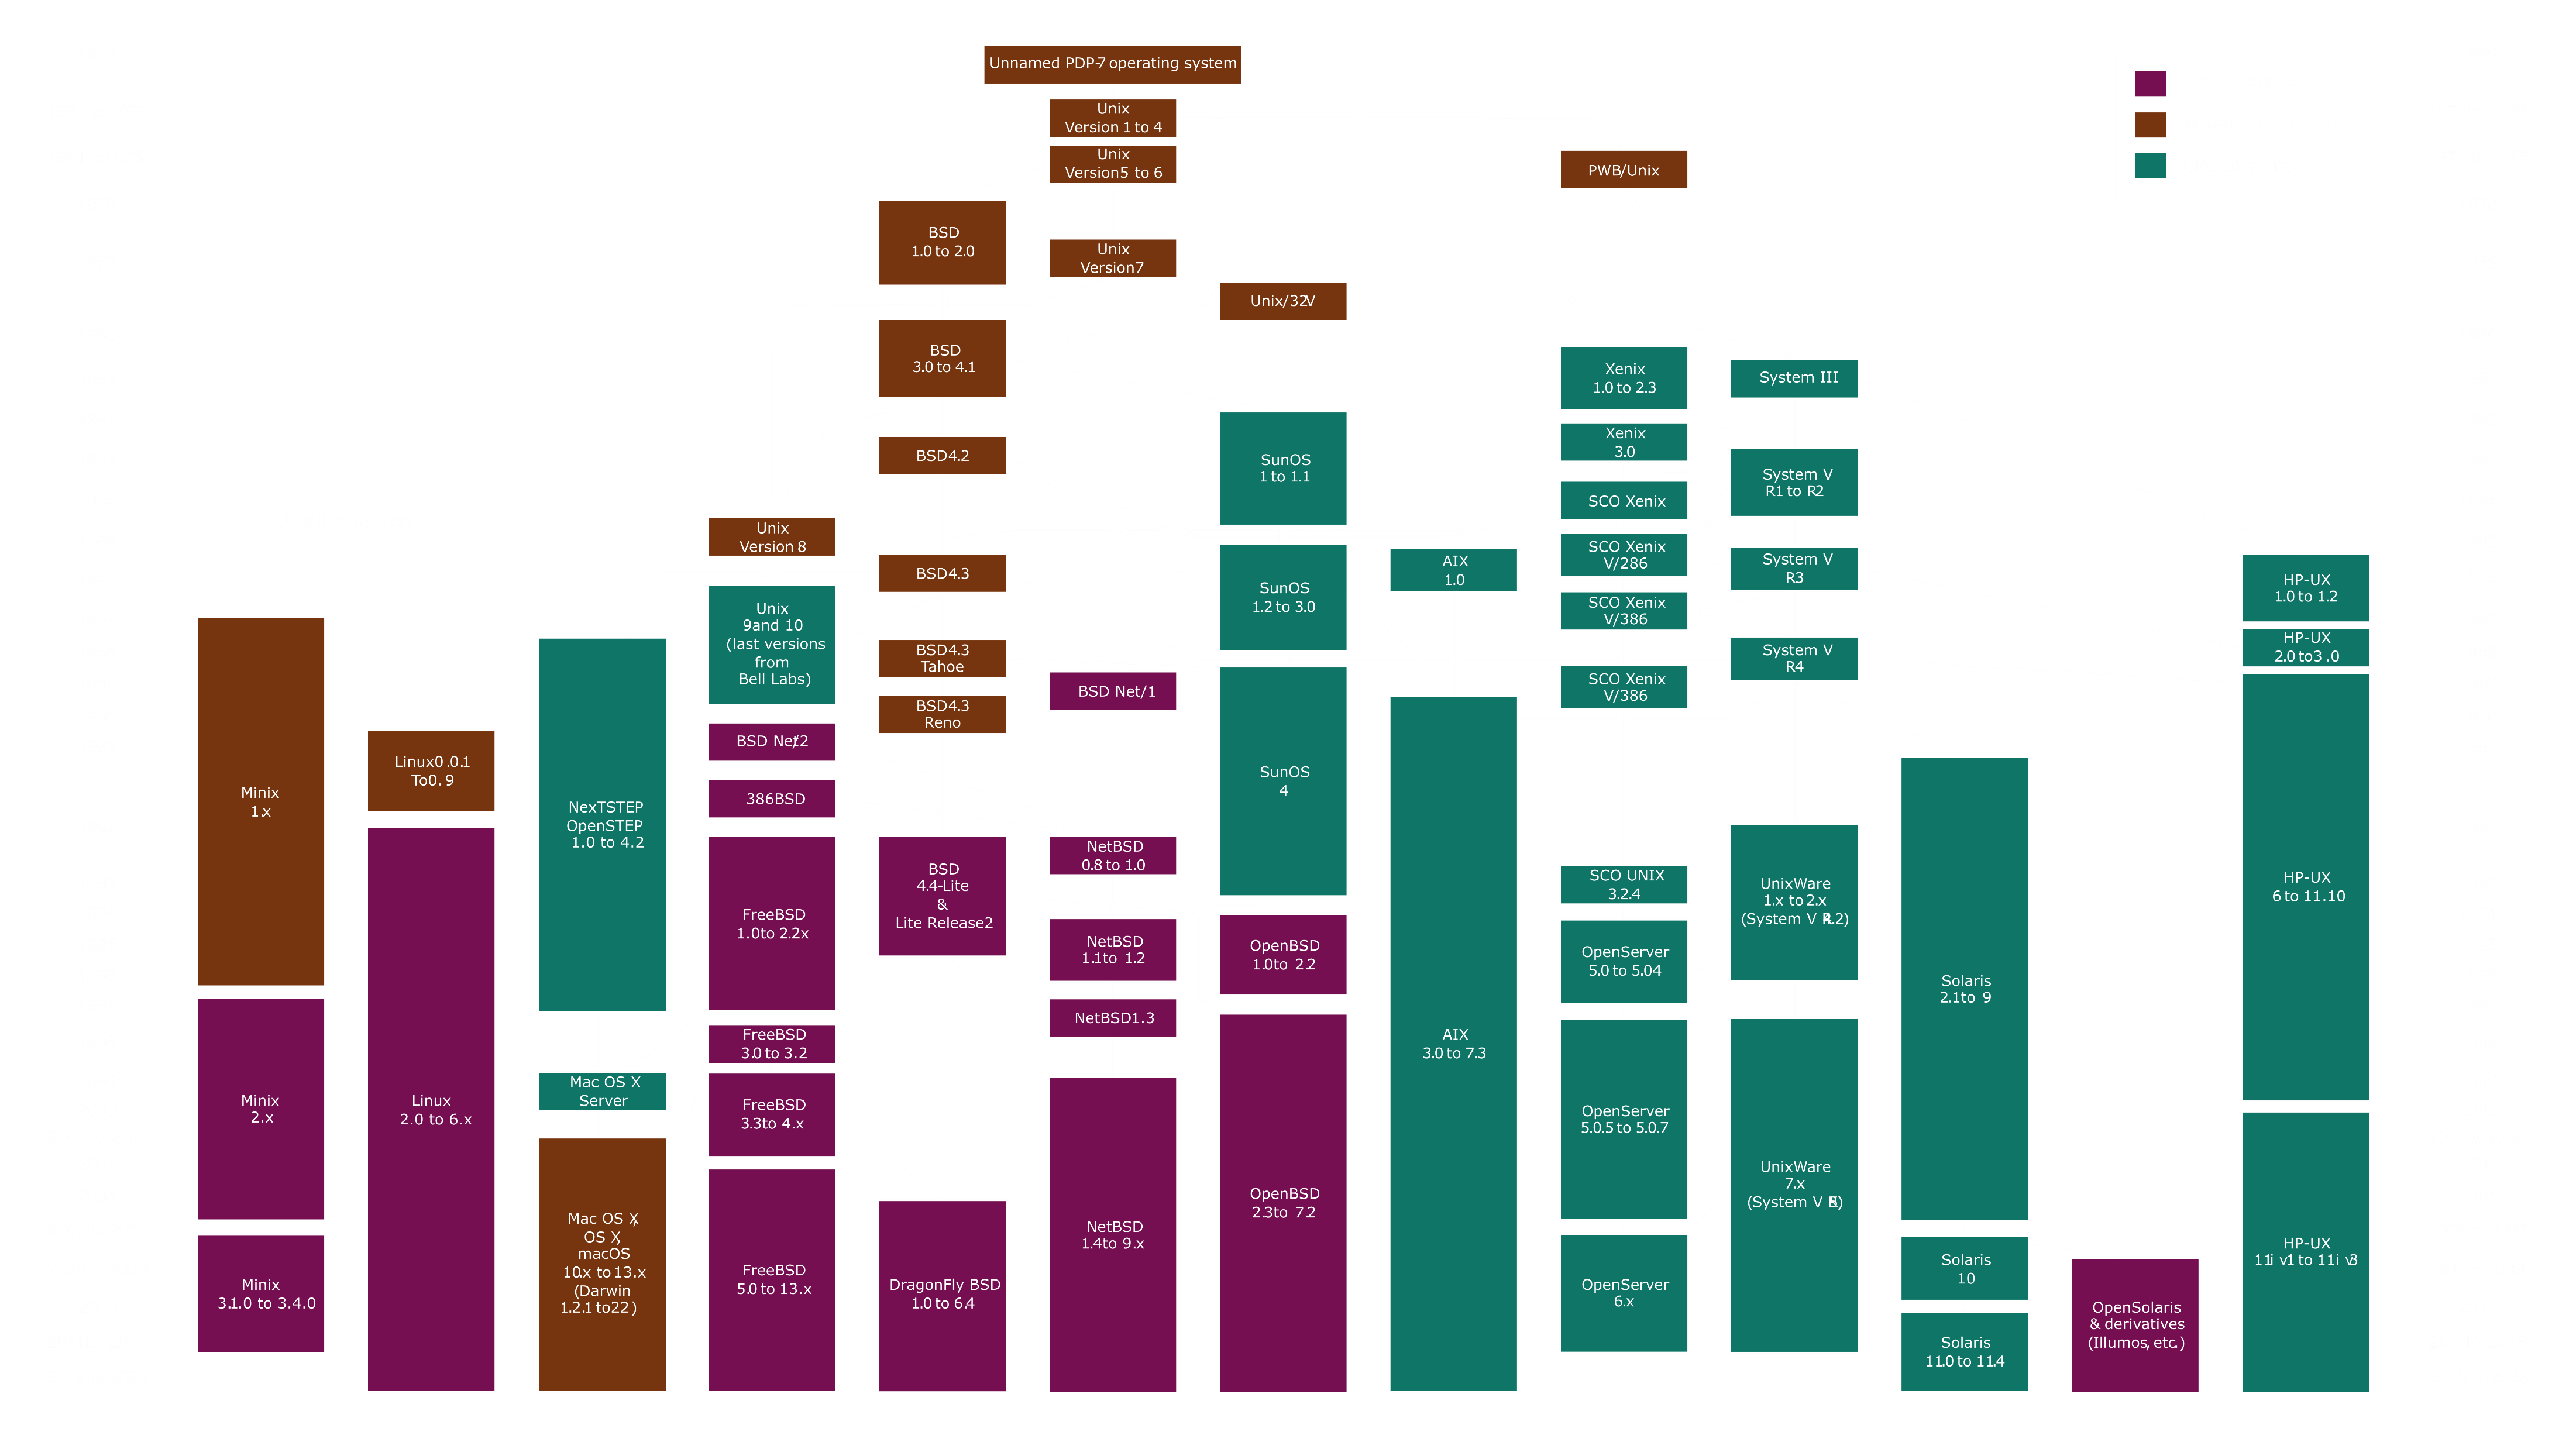 Unnamed PDP-7 operating system
Unix
Version 1 to 4
Unix
Version5 to 6
PWB/Unix
BSD
1.0 to 2.0
Unix
Version7
Unix/32V
BSD
3.0 to 4.1
Xenix
1.0 to 2.3
System III
BSD4.2
SunOS
1 to 1.1
Xenix
3.0
System V
R1 to R2
SCO Xenix
Unix
Version 8
BSD4.3
SunOS
1.2 to 3.0
AIX
1.0
SCO Xenix
V/286
System V
R3
HP-UX
1.0 to 1.2
SCO Xenix
V/386
Unix
9and 10
(last versions
from
Bell Labs)
BSD4.3
Tahoe
System V
R4
HP-UX
2.0 to3 .0
BSD Net/1
SCO Xenix
V/386
BSD4.3
Reno
BSD Net/2
Linux0.0.1
To0. 9
Minix
1.x
NexTSTEP
OpenSTEP
1.0 to 4.2
386BSD
SunOS
4
NetBSD
0.8 to 1.0
BSD
4.4-Lite
&
Lite Release2
FreeBSD
1.0to 2.2x
SCO UNIX
3.2.4
UnixWare
1.x to 2.x
(System V R4.2)
HP-UX
6 to 11.10
NetBSD
1.1to 1.2
OpenBSD
1.0to 2.2
OpenServer
5.0 to 5.04
Solaris
2.1to 9
NetBSD1.3
FreeBSD
3.0 to 3.2
AIX
3.0 to 7.3
Minix
2.x
Linux
2.0 to 6.x
Mac OS X
Server
FreeBSD
3.3to 4.x
OpenServer
5.0.5 to 5.0.7
UnixWare
7.x
(System V R5)
Mac OS X,
OS X,
macOS
10.x to 13.x
(Darwin
1.2.1 to22)
FreeBSD
5.0 to 13.x
NetBSD
1.4to 9.x
OpenBSD
2.3to 7.2
HP-UX
11i v1 to 11i v3
Minix
3.1.0 to 3.4.0
DragonFly BSD
1.0 to 6.4
OpenServer
6.x
Solaris
10
OpenSolaris
& derivatives
(Illumos, etc.)
Solaris
11.0 to 11.4